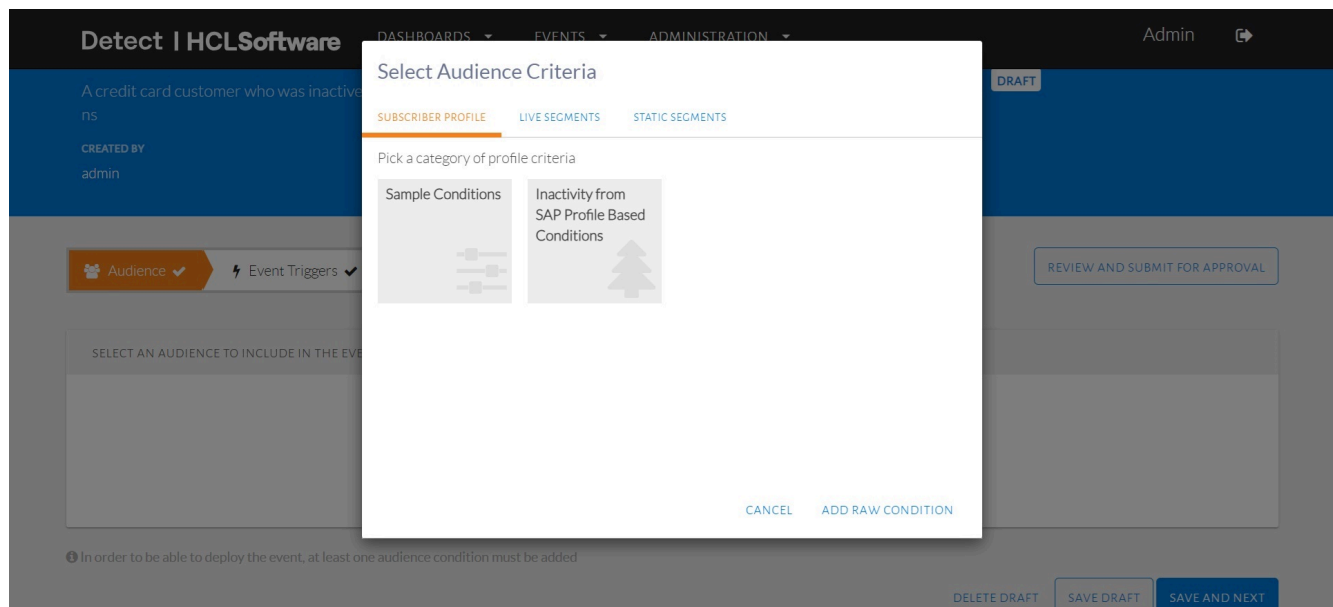 Detect | HCLSoftware
DASHBOARDS EVENTS ADMINISTRATION
Admin
A credit card customer who was inactive
ns
DRAFT
CREATED BY
admin
Select Audience Criteria
SUBSCRIBER PROFILE LIVE SEGMENTS STATIC SEGMENTS
Pick a category of profile criteria
Sample Conditions
Inactivity from
SAP Profile Based
Conditions
CANCEL ADD RAW CONDITION
Audience Event Triggers
REVIEW AND SUBMIT FOR APPROVAL
SELECT AN AUDIENCE TO INCLUDE IN THE EVE
In order to be able to deploy the event, at least one audience condition must be added
DELETE DRAFT SAVE DRAFT SAVE AND NEXT